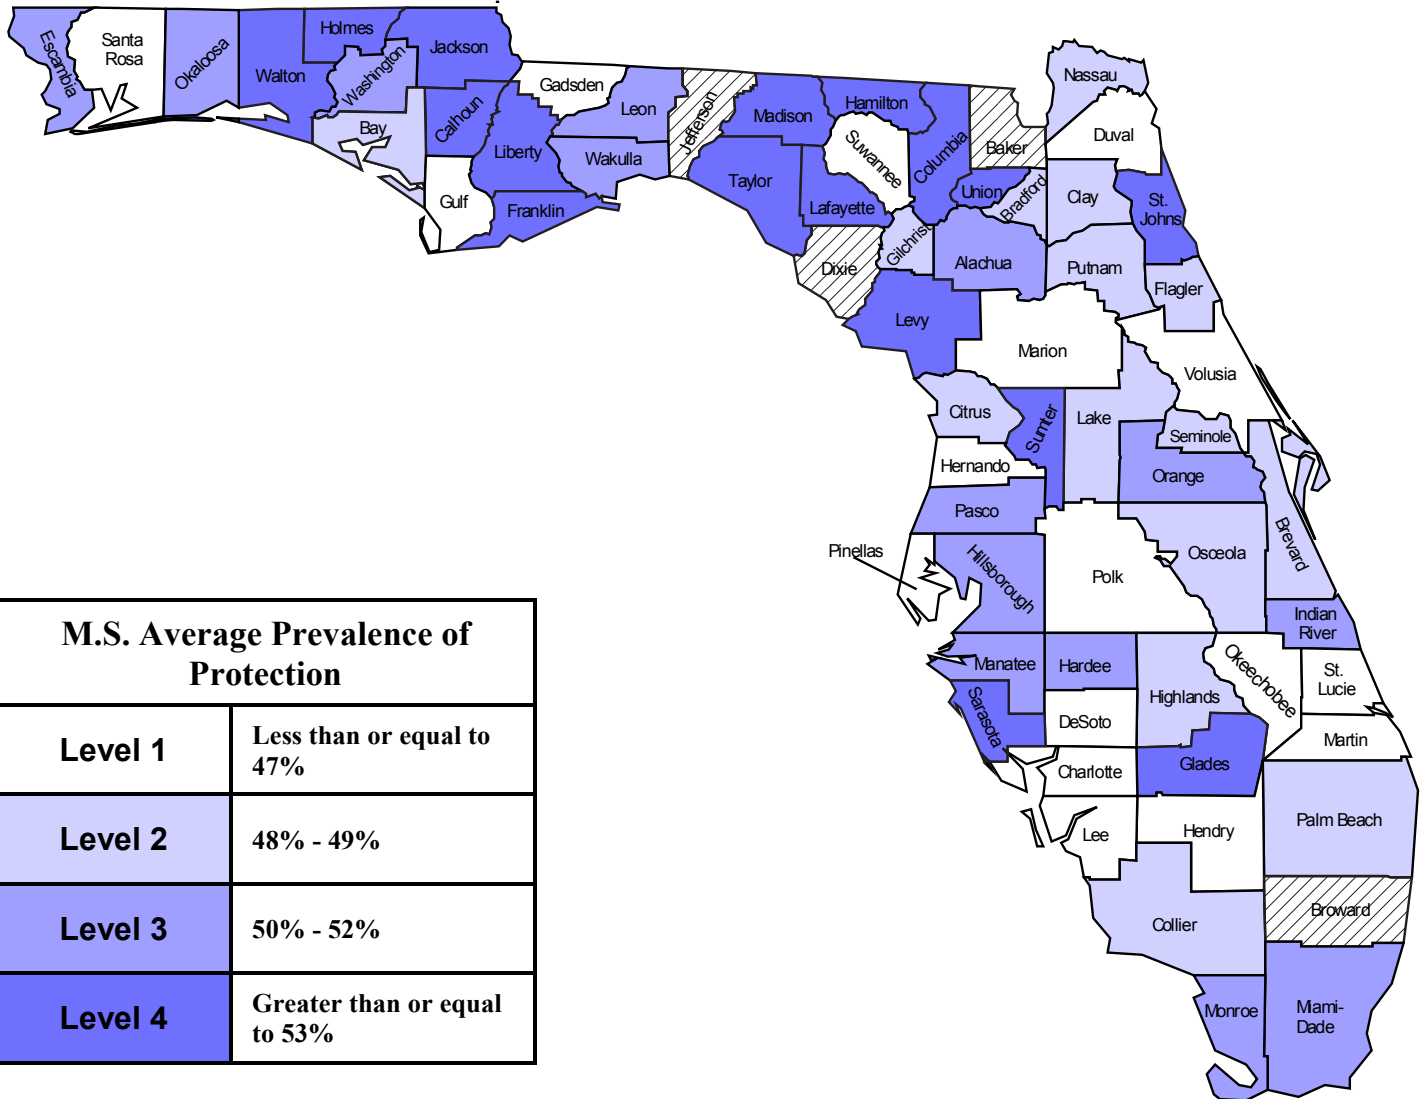 Escambia
Santa
Rosa
Okaloosa
Walton
Holmes
Washington
Jackson
Bay
Calhoun
Gulf
Liberty
Gadsden
Franklin
Leon
Wakulla
Jefferson
Madison
Taylor
Hamilton
Suwannee
Lafayette
Dixie
Columbia
Gilchrist
Levy
Baker
Union
Bradford
Alachua
Nassau
Duval
Clay
St.
Johns
Putnam
Flagler
Marion
Volusia
Citrus
Sumter
Lake
Seminole
Orange
Hernando
Pasco
Pinellas
Hillsborough
Polk
Osceola
Brevard
Indian
River
Manatee
Hardee
Highlands
Okeechobee
St.
Lucie
Sarasota
DeSoto
Martin
Charlotte
Glades
Lee
Hendry
Palm Beach
Collier
Broward
Monroe
Miami-
Dade
M.S. Average Prevalence of
Protection
Level 1
Less than or equal to
47%
Level 2
48% - 49%
Level 3
50% - 52%
Level 4
Greater than or equal
to 53%